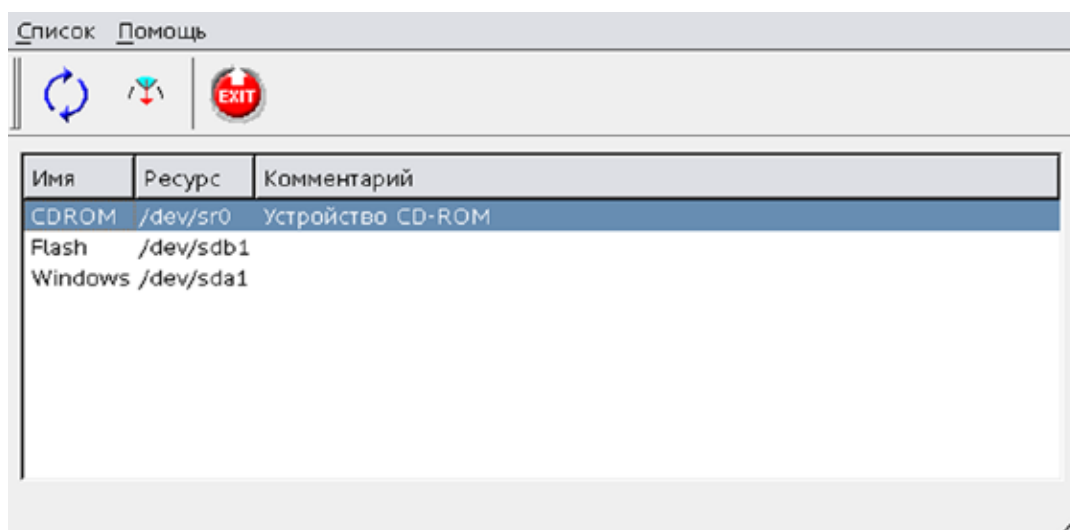 Список Помощь
EXIT
Имя Ресурс Комментарий
CDROM /dev/sr0 Устройство CD-ROM
Flash /dev/sdb1
Windows /dev/sda1